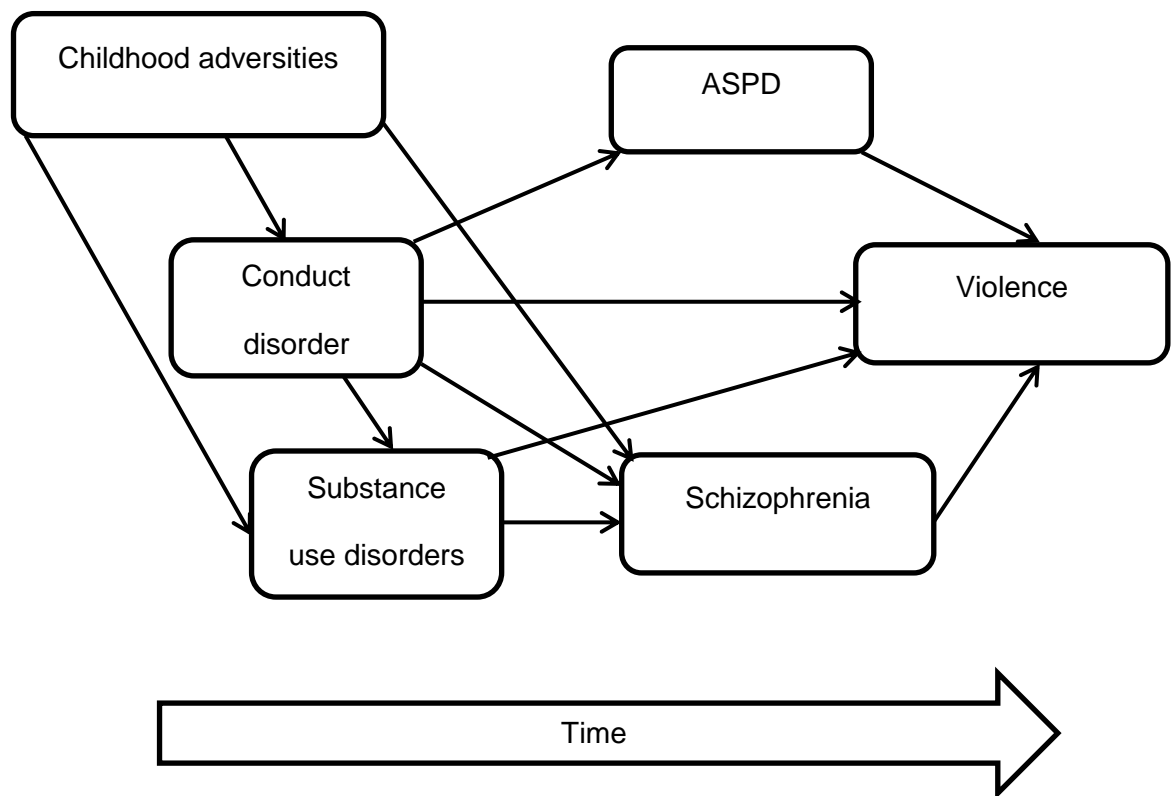 Childhood adversities
ASPD
Conduct
disorder
Violence
Substance
use disorders
Schizophrenia
Time